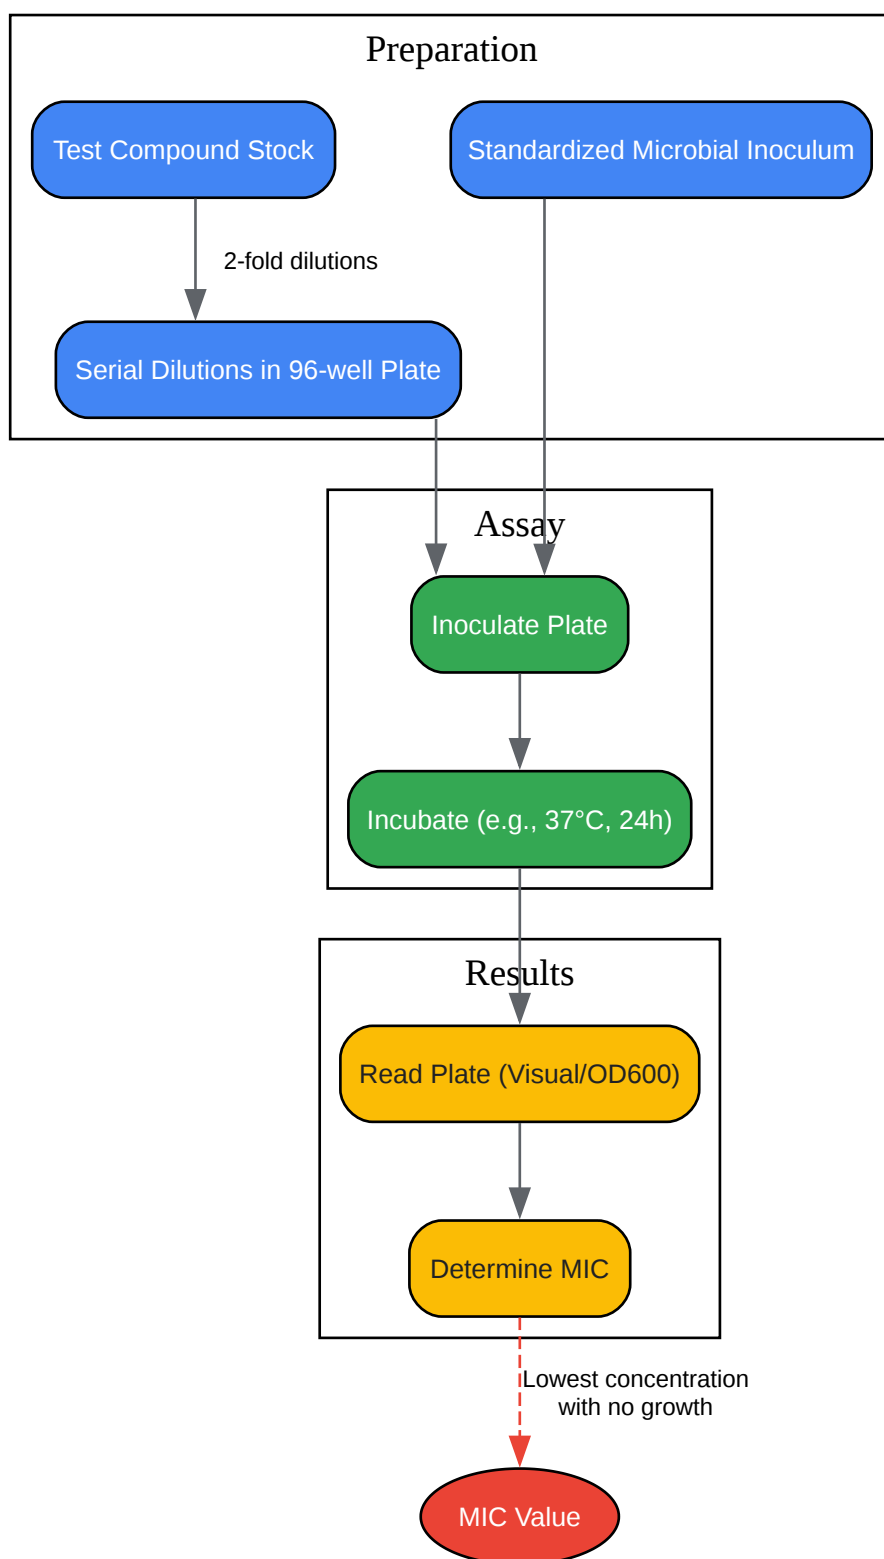 Preparation
Test Compound Stock
Standardized Microbial Inoculum
2-fold dilutions
Serial Dilutions in 96-well Plate
Assay
Inoculate Plate
Incubate (e.g., 37°C, 24h)
Results
Read Plate (Visual/OD600)
Determine MIC
Lowest concentration
with no growth
MIC Value